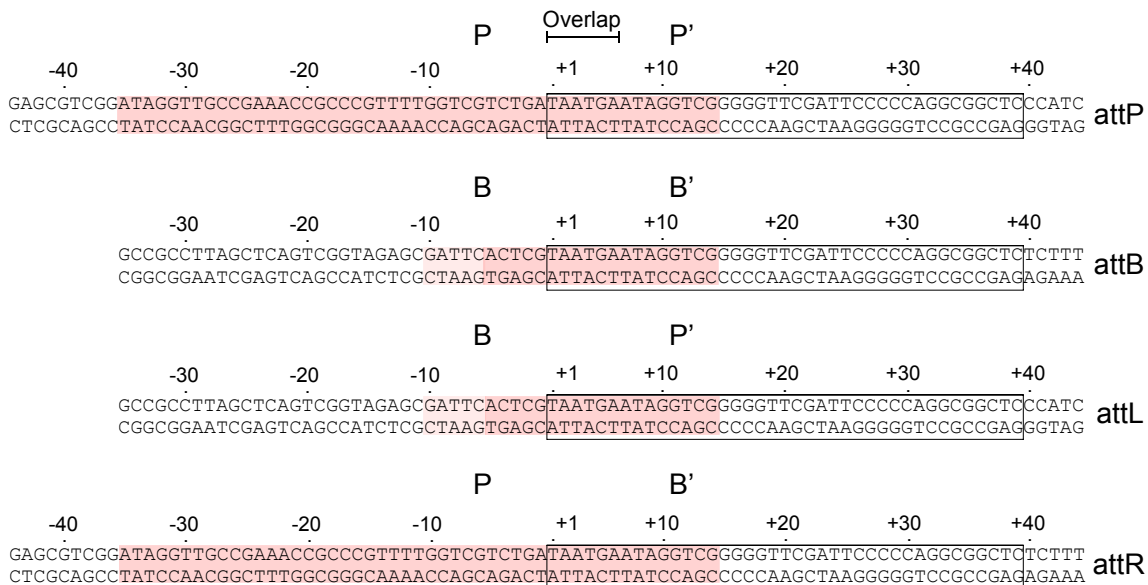 Overlap
P P’
-40 -30 -20 -10 +1 +10 +20 +30 +40
GAGCGTCGGATAGGTTGCCGAAACCGCCCGTTTTGGTCGTCTGATAATGAATAGGTCGGGGGTTCGATTCCCCCAGGCGGCTCCCATC
CTCGCAGCCTATCCAACGGCTTTGGCGGGCAAAACCAGCAGACTATTACTTATCCAGCCCCCAAGCTAAGGGGGTCCGCCGAGGGTAG
attP
B B’
-30 -20 -10 +1 +10 +20 +30 +40
GCCGCCTTAGCTCAGTCGGTAGAGCGATTCACTCGTAATGAATAGGTCGGGGGTTCGATTCCCCCAGGCGGCTCTCTTT
CGGCGGAATCGAGTCAGCCATCTCGCTAAGTGAGCATTACTTATCCAGCCCCCAAGCTAAGGGGGTCCGCCGAGAGAAA
attB
B P’
-30 -20 -10 +1 +10 +20 +30 +40
GCCGCCTTAGCTCAGTCGGTAGAGCGATTCACTCGTAATGAATAGGTCGGGGGTTCGATTCCCCCAGGCGGCTCCCATC
CGGCGGAATCGAGTCAGCCATCTCGCTAAGTGAGCATTACTTATCCAGCCCCCAAGCTAAGGGGGTCCGCCGAGGGTAG
attL
P B’
-40 -30 -20 -10 +1 +10 +20 +30 +40
GAGCGTCGGATAGGTTGCCGAAACCGCCCGTTTTGGTCGTCTGATAATGAATAGGTCGGGGGTTCGATTCCCCCAGGCGGCTCTCTTT
CTCGCAGCCTATCCAACGGCTTTGGCGGGCAAAACCAGCAGACTATTACTTATCCAGCCCCCAAGCTAAGGGGGTCCGCCGAGAGAAA
attR